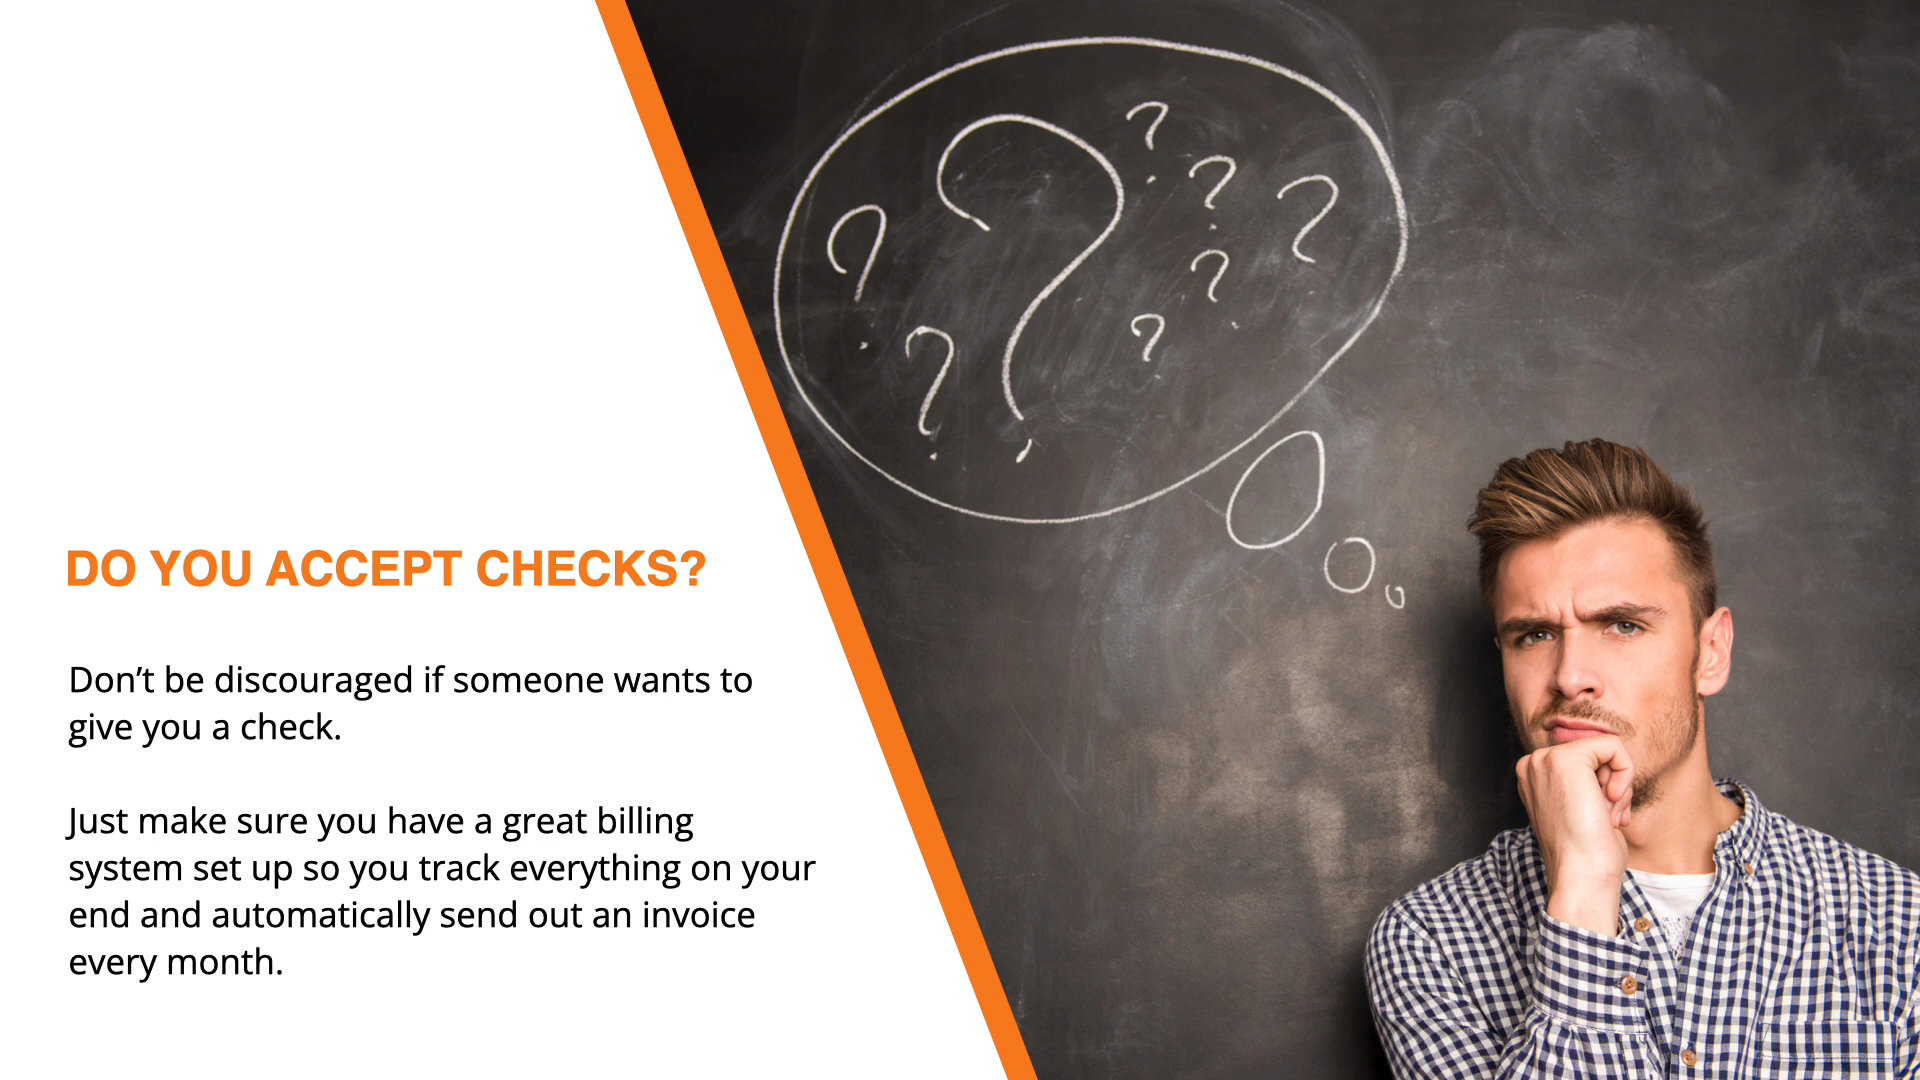 DO YOU ACCEPT CHECKS?
Don’t be discouraged if someone wants to
give you a check.
Just make sure you have a great billing
system set up so you track everything on your
end and automatically send out an invoice
every month.
? ? ? ? ? ? ? ?